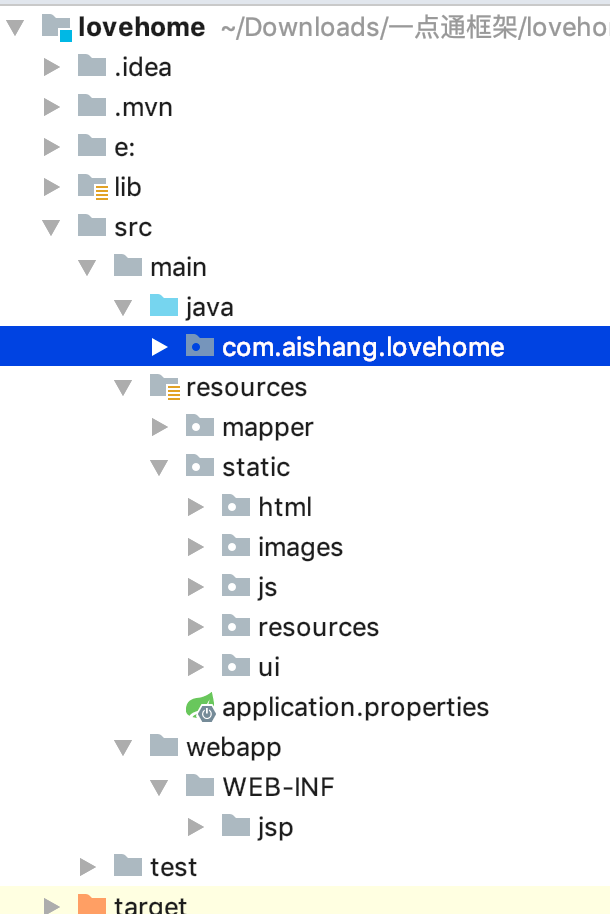 lovehome ~/Downloads/一点通框架/loveho
.idea
.mvn
e:
lib
src
main
java
com.aishang.lovehome
resources
mapper
static
html
images
js
resources
ui
application.properties
webapp
WEB-INF
jsp
test
target